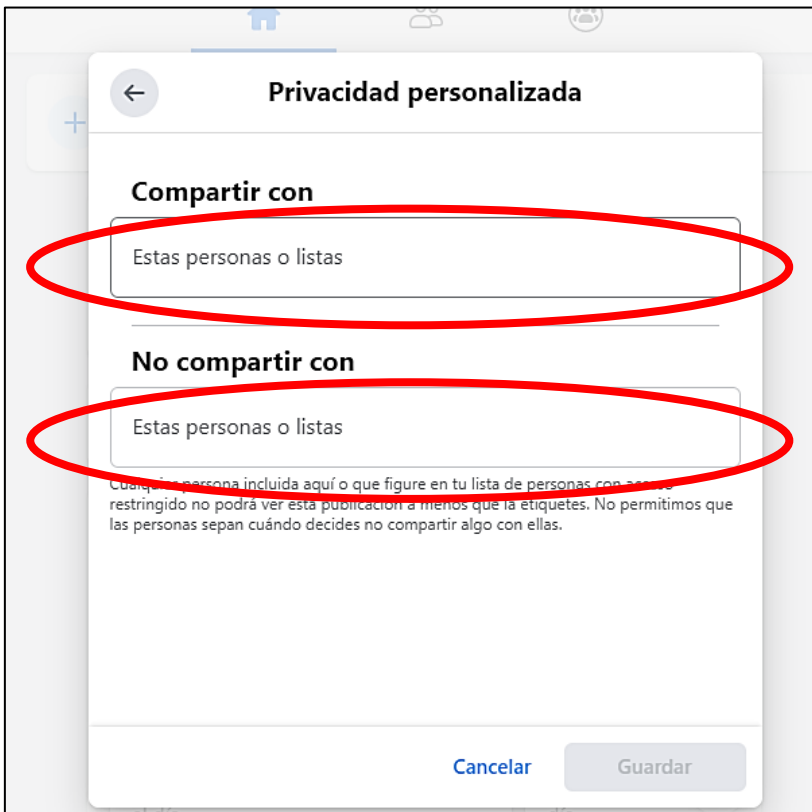 Privacidad personalizada
Compartir con
Estas personas o listas
No compartir con
Estas personas o listas
Cualquier persona incluida aquí o que figure en tu lista de personas con acceso
restringido no podrá ver esta publicación a menos que la etiquetes. No permitimos que
las personas sepan cuándo decides no compartir algo con ellas.
Cancelar
Guardar